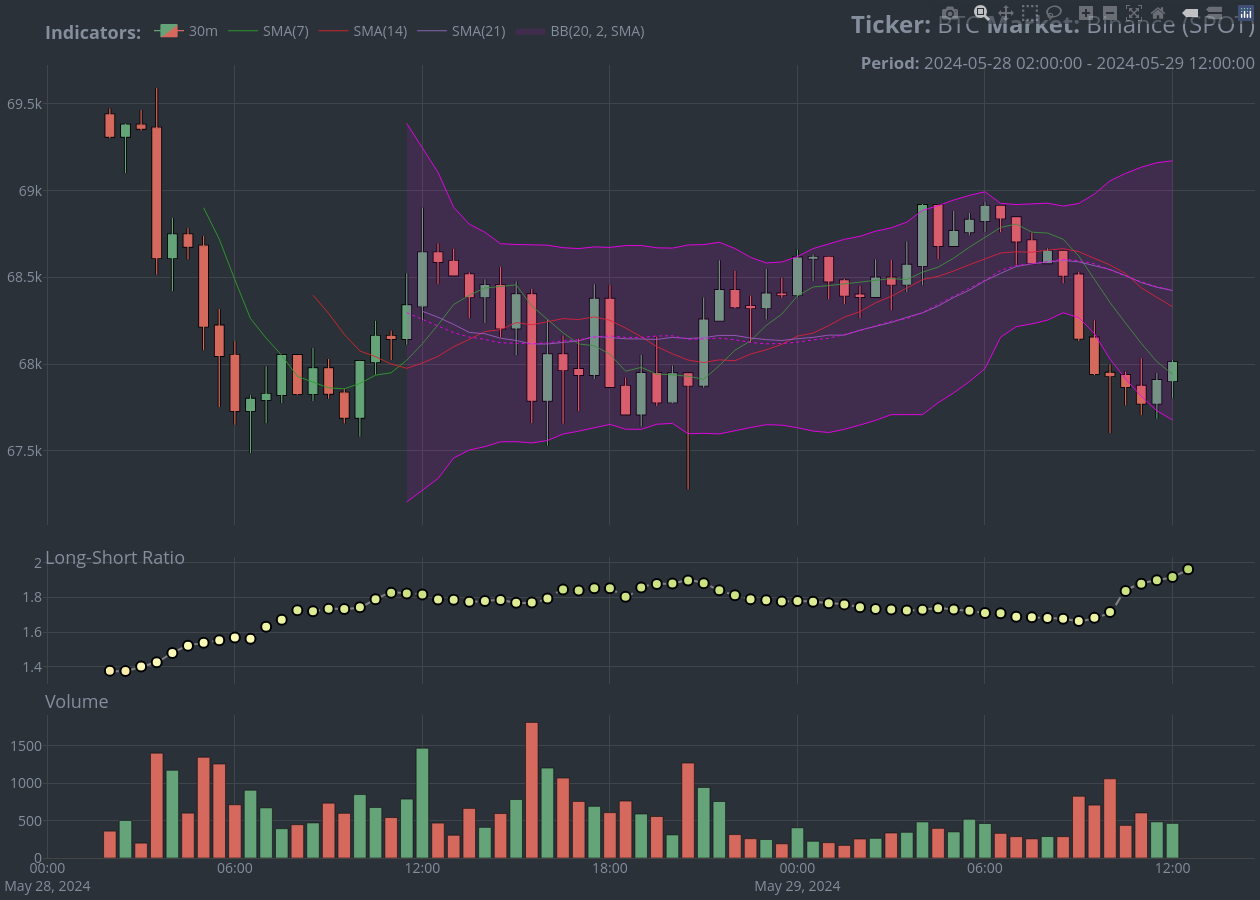 Indicators: 30m SMA(7) SMA(14) SMA(21) BB(20, 2, SMA)
Ticker: BTC Market: Binance (SPOT)
Period: 2024-05-28 02:00:00 - 2024-05-29 12:00:00
69.5k
69k
68.5k
68k
67.5k
Long-Short Ratio
2
1.8
1.6
1.4
Volume
1500
1000
500
0
00:00 06:00 12:00 18:00 00:00 06:00 12:00
May 28, 2024 May 29, 2024